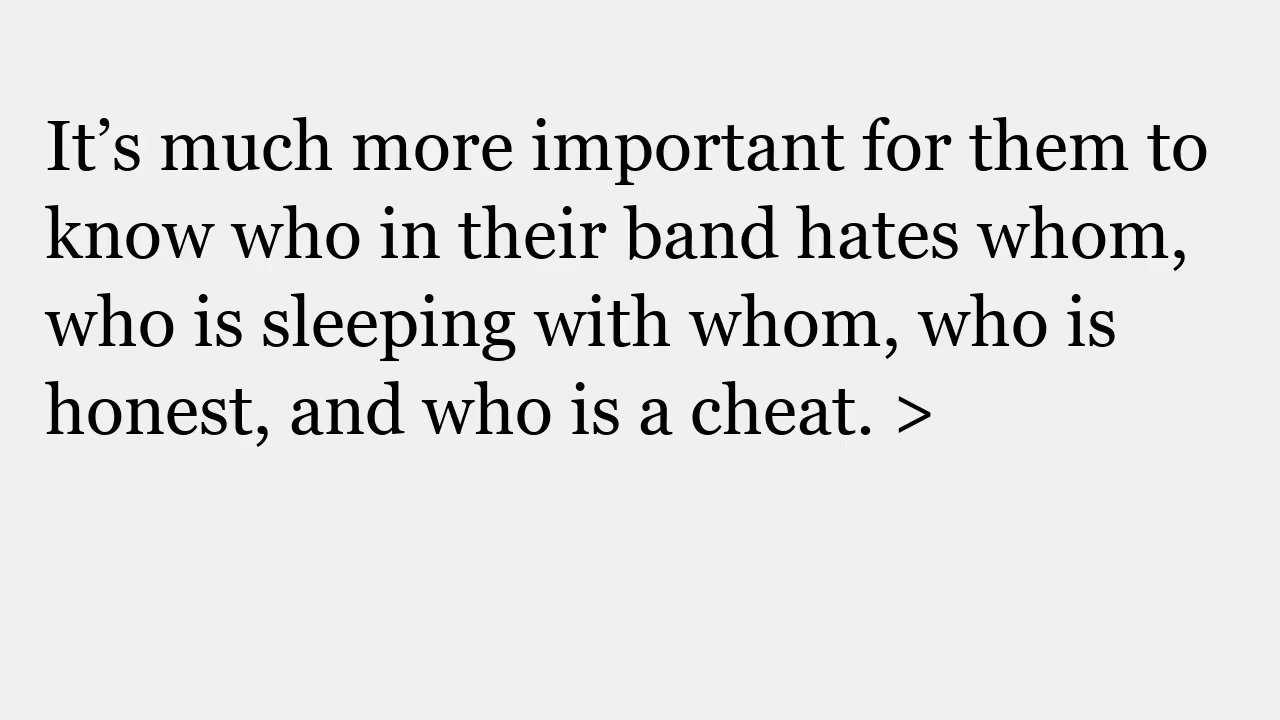 It’s much more important for them to
know who in their band hates whom,
who is sleeping with whom, who is
honest, and who is a cheat. >